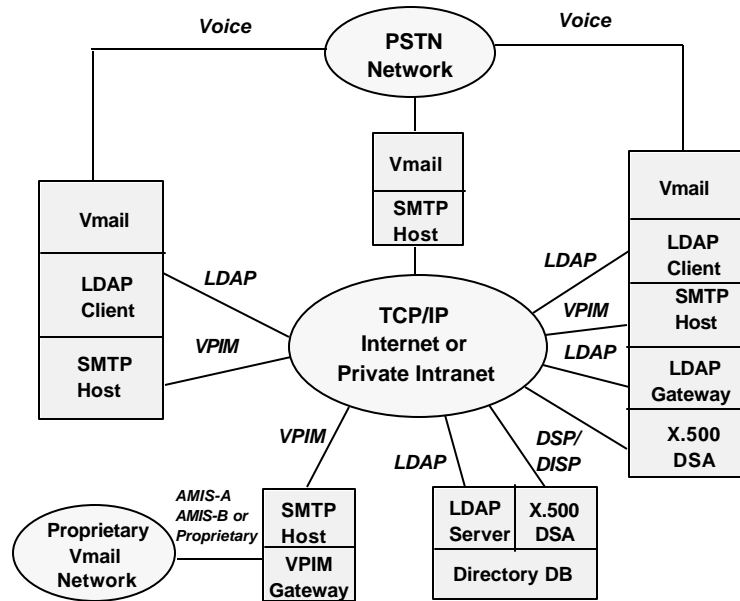 Voice
PSTN
Network
Voice
Vmail
SMTP
Host
Vmail
LDAP
Client
SMTP
Host
LDAP
VPIM
TCP/IP
Internet or
Private Intranet
LDAP
VPIM
LDAP
Vmail
LDAP
Client
SMTP
Host
LDAP
Gateway
X.500
DSA
VPIM
LDAP
DSP/
DISP
Proprietary
Vmail
Network
AMIS-A
AMIS-B or
Proprietary
SMTP
Host
VPIM
Gateway
LDAP
Server
X.500
DSA
Directory DB